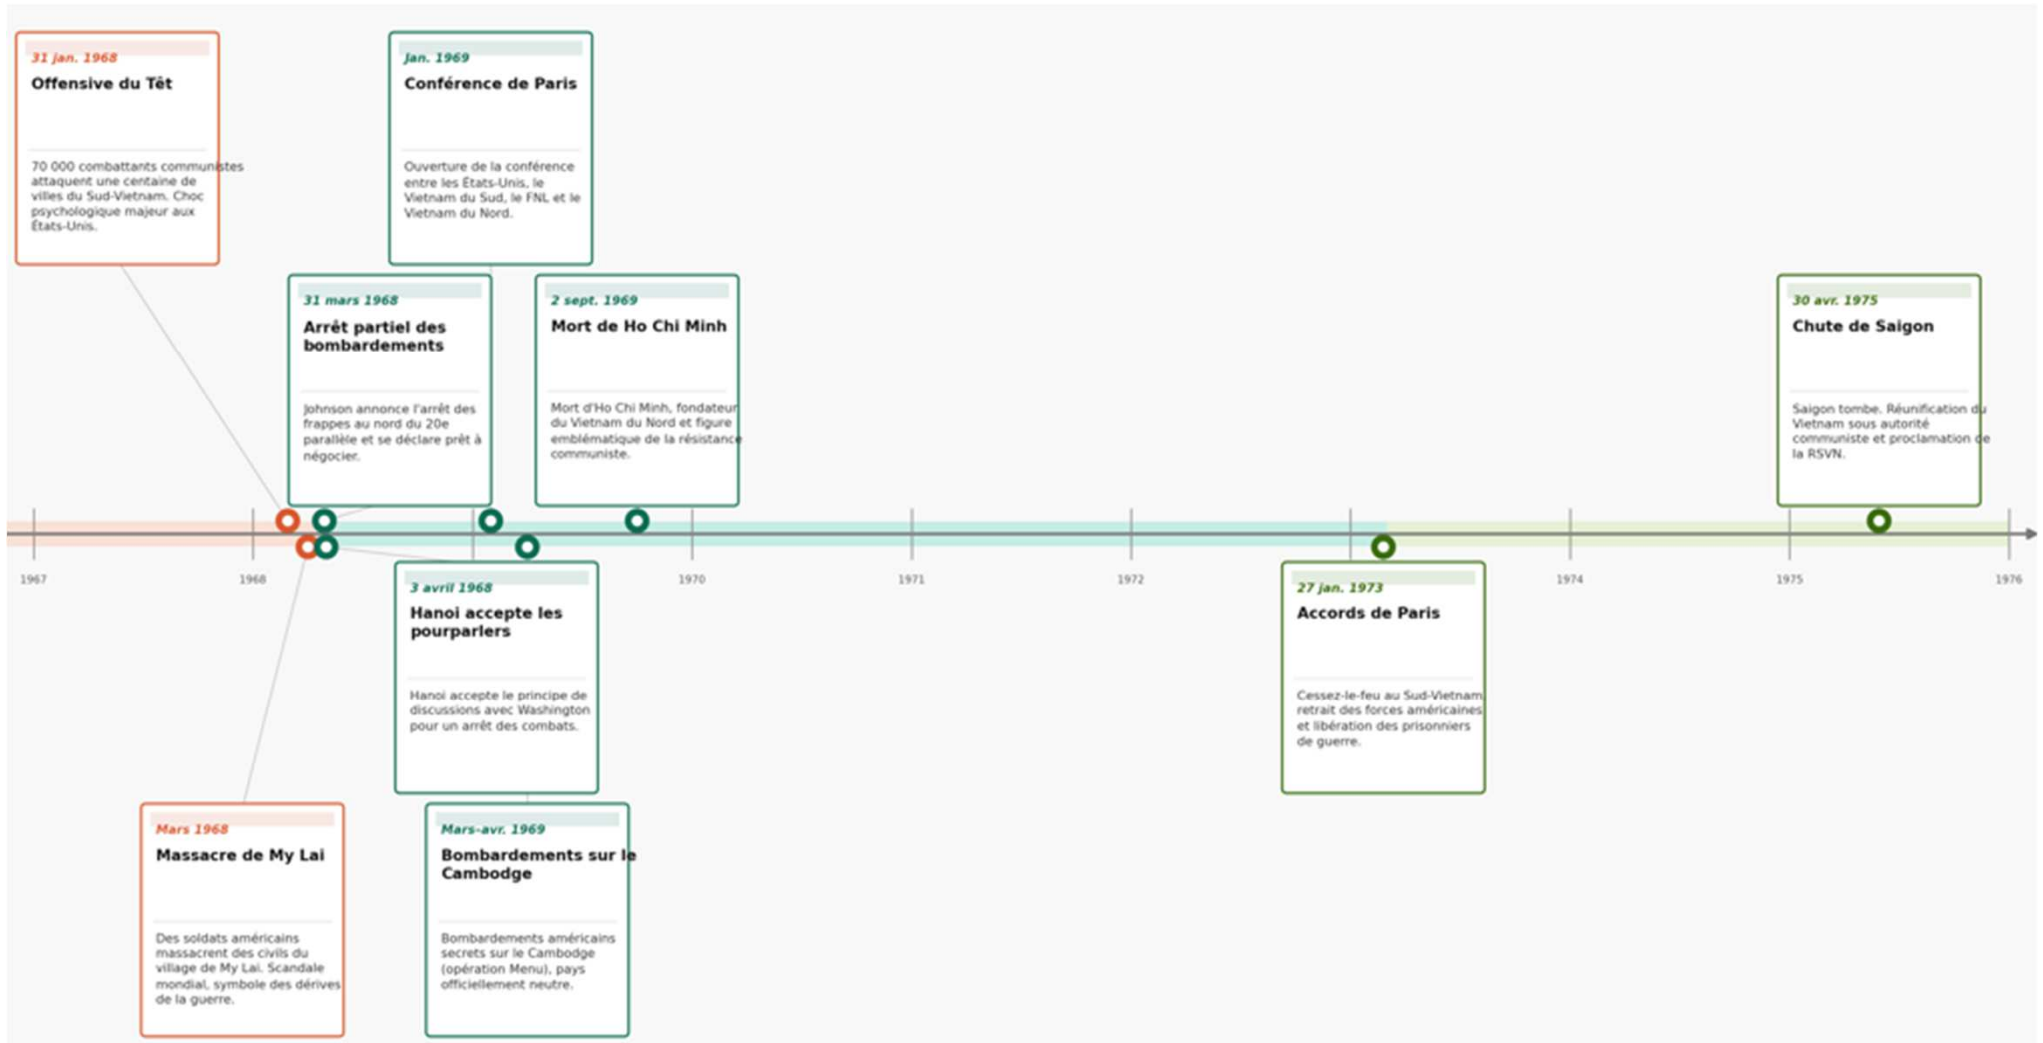 31 jan. 1968
Offensive du Têt
70 000 combattants communistes
attaquent une centaine de
villes du Sud-Vietnam. Choc
psychologique majeur aux
États-Unis.
Jan. 1969
Conférence de Paris
Ouverture de la conférence
entre les États-Unis, le
Vietnam du Sud, le FNL et le
Vietnam du Nord.
31 mars 1968
Arrêt partiel des
bombardements
Johnson annonce l'arrêt des
frappes au nord du 20e
parallèle et se déclare prêt à
négocier.
2 sept. 1969
Mort de Ho Chi Minh
Mort d'Ho Chi Minh, fondateur
du Vietnam du Nord et figure
emblématique de la résistance
communiste.
30 avr. 1975
Chute de Saigon
Saigon tombe. Réunification du
Vietnam sous autorité
communiste et proclamation de
la RSVN.
1967
1968
1970
1971
1972
1974
1975
1976
3 avril 1968
Hanoi accepte les
pourparlers
Hanoi accepte le principe de
discussions avec Washington
pour un arrêt des combats.
27 jan. 1973
Accords de Paris
Cessez-le-feu au Sud-Vietnam,
retrait des forces américaines
et libération des prisonniers
de guerre.
Mars 1968
Massacre de My Lai
Des soldats américains
massacrent des civils du
village de My Lai. Scandale
mondial, symbole des dérives
de la guerre.
Mars-avr. 1969
Bombardements sur le
Cambodge
Bombardements américains
secrets sur le Cambodge
(opération Menu), pays
officiellement neutre.